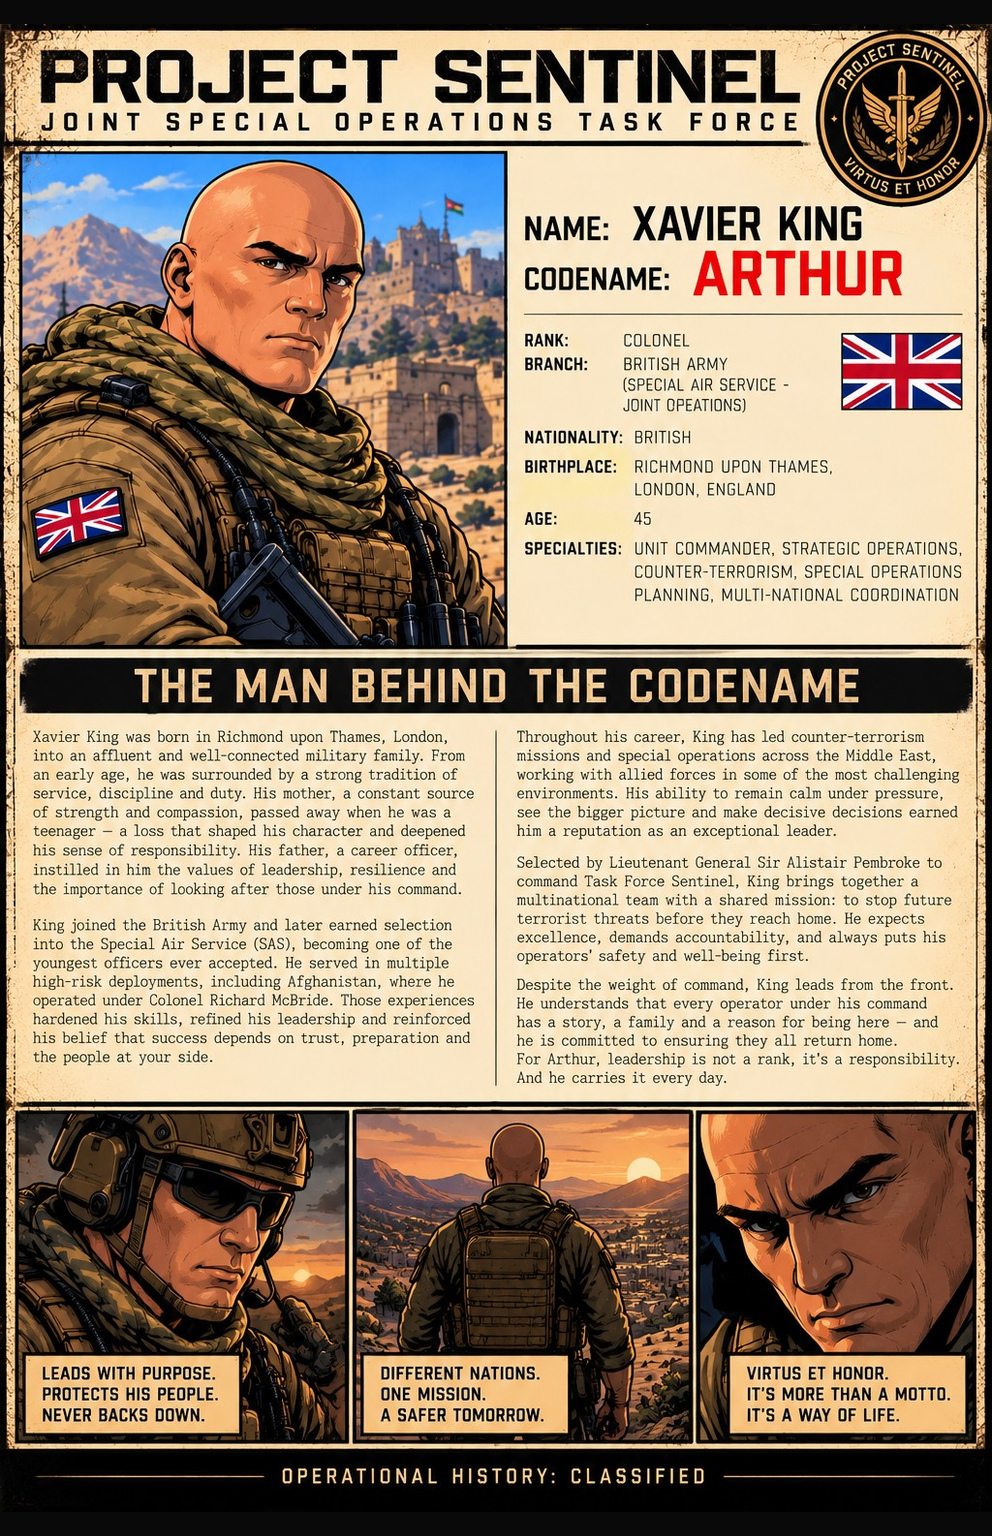 PROJECT SENTINEL
JOINT SPECIAL OPERATIONS TASK FORCE
PROJECT SENTINEL
VIRTUS ET HONOR
NAME: XAVIER KING
CODENAME: ARTHUR
RANK: COLONEL
BRANCH: BRITISH ARMY
(SPECIAL AIR SERVICE -
JOINT OPEATIONS)
NATIONALITY: BRITISH
BIRTHPLACE: RICHMOND UPON THAMES,
LONDON, ENGLAND
AGE: 45
SPECIALTIES: UNIT COMMANDER, STRATEGIC OPERATIONS,
COUNTER-TERRORISM, SPECIAL OPERATIONS
PLANNING, MULTI-NATIONAL COORDINATION
THE MAN BEHIND THE CODENAME
Xavier King was born in Richmond upon Thames, London,
into an affluent and well-connected military family. From
an early age, he was surrounded by a strong tradition of
service, discipline and duty. His mother, a constant source
of strength and compassion, passed away when he was a
teenager — a loss that shaped his character and deepened
his sense of responsibility. His father, a career officer,
instilled in him the values of leadership, resilience and
the importance of looking after those under his command.
King joined the British Army and later earned selection
into the Special Air Service (SAS), becoming one of the
youngest officers ever accepted. He served in multiple
high-risk deployments, including Afghanistan, where he
operated under Colonel Richard McBride. Those experiences
hardened his skills, refined his leadership and reinforced
his belief that success depends on trust, preparation and
the people at your side.
Throughout his career, King has led counter-terrorism
missions and special operations across the Middle East,
working with allied forces in some of the most challenging
environments. His ability to remain calm under pressure,
see the bigger picture and make decisive decisions earned
him a reputation as an exceptional leader.
Selected by Lieutenant General Sir Alistair Pembroke to
command Task Force Sentinel, King brings together a
multinational team with a shared mission: to stop future
terrorist threats before they reach home. He expects
excellence, demands accountability, and always puts his
operators' safety and well-being first.
Despite the weight of command, King leads from the front.
He understands that every operator under his command
has a story, a family and a reason for being here — and
he is committed to ensuring they all return home.
For Arthur, leadership is not a rank, it's a responsibility.
And he carries it every day.
LEADS WITH PURPOSE.
PROTECTS HIS PEOPLE.
NEVER BACKS DOWN.
DIFFERENT NATIONS.
ONE MISSION.
A SAFER TOMORROW.
VIRTUS ET HONOR.
IT'S MORE THAN A MOTTO.
IT'S A WAY OF LIFE.
OPERATIONAL HISTORY: CLASSIFIED